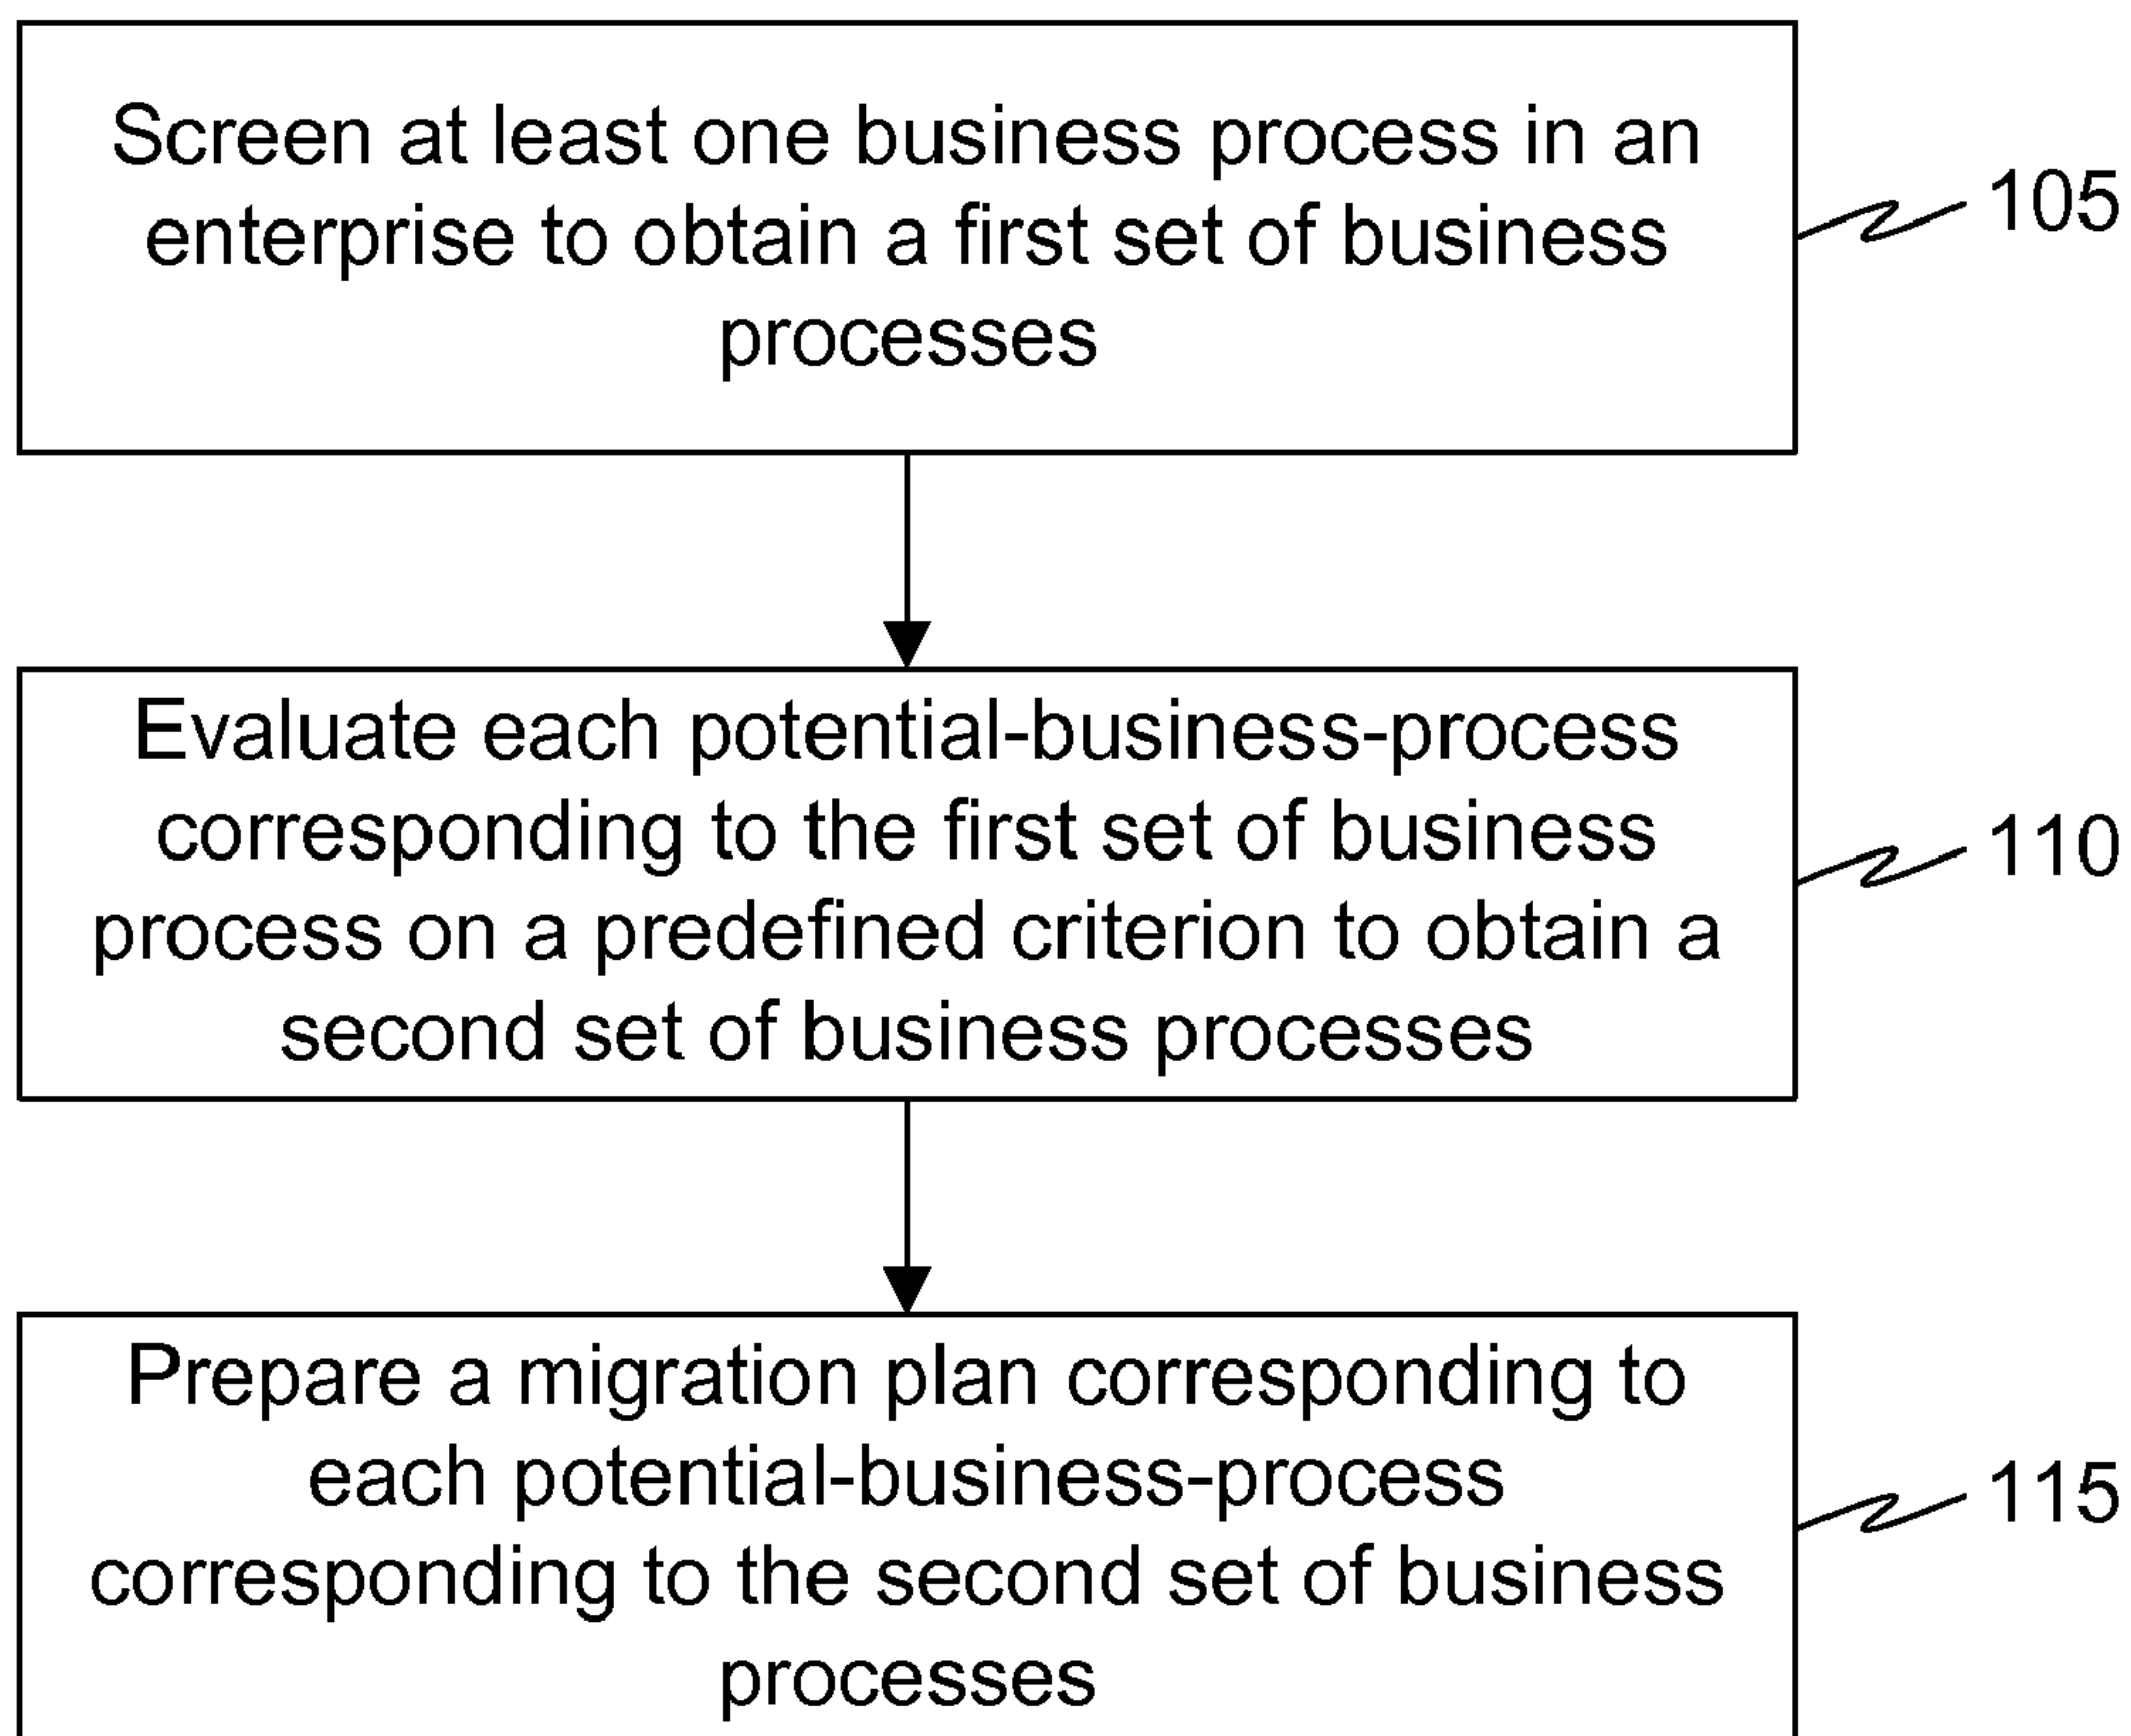 Screen at least one business process in an
enterprise to obtain a first set of business
processes
105
Evaluate each potential-business-process
corresponding to the first set of business
process on a predefined criterion to obtain a
second set of business processes
110
Prepare a migration plan corresponding to
each potential-business-process
corresponding to the second set of business
processes
115